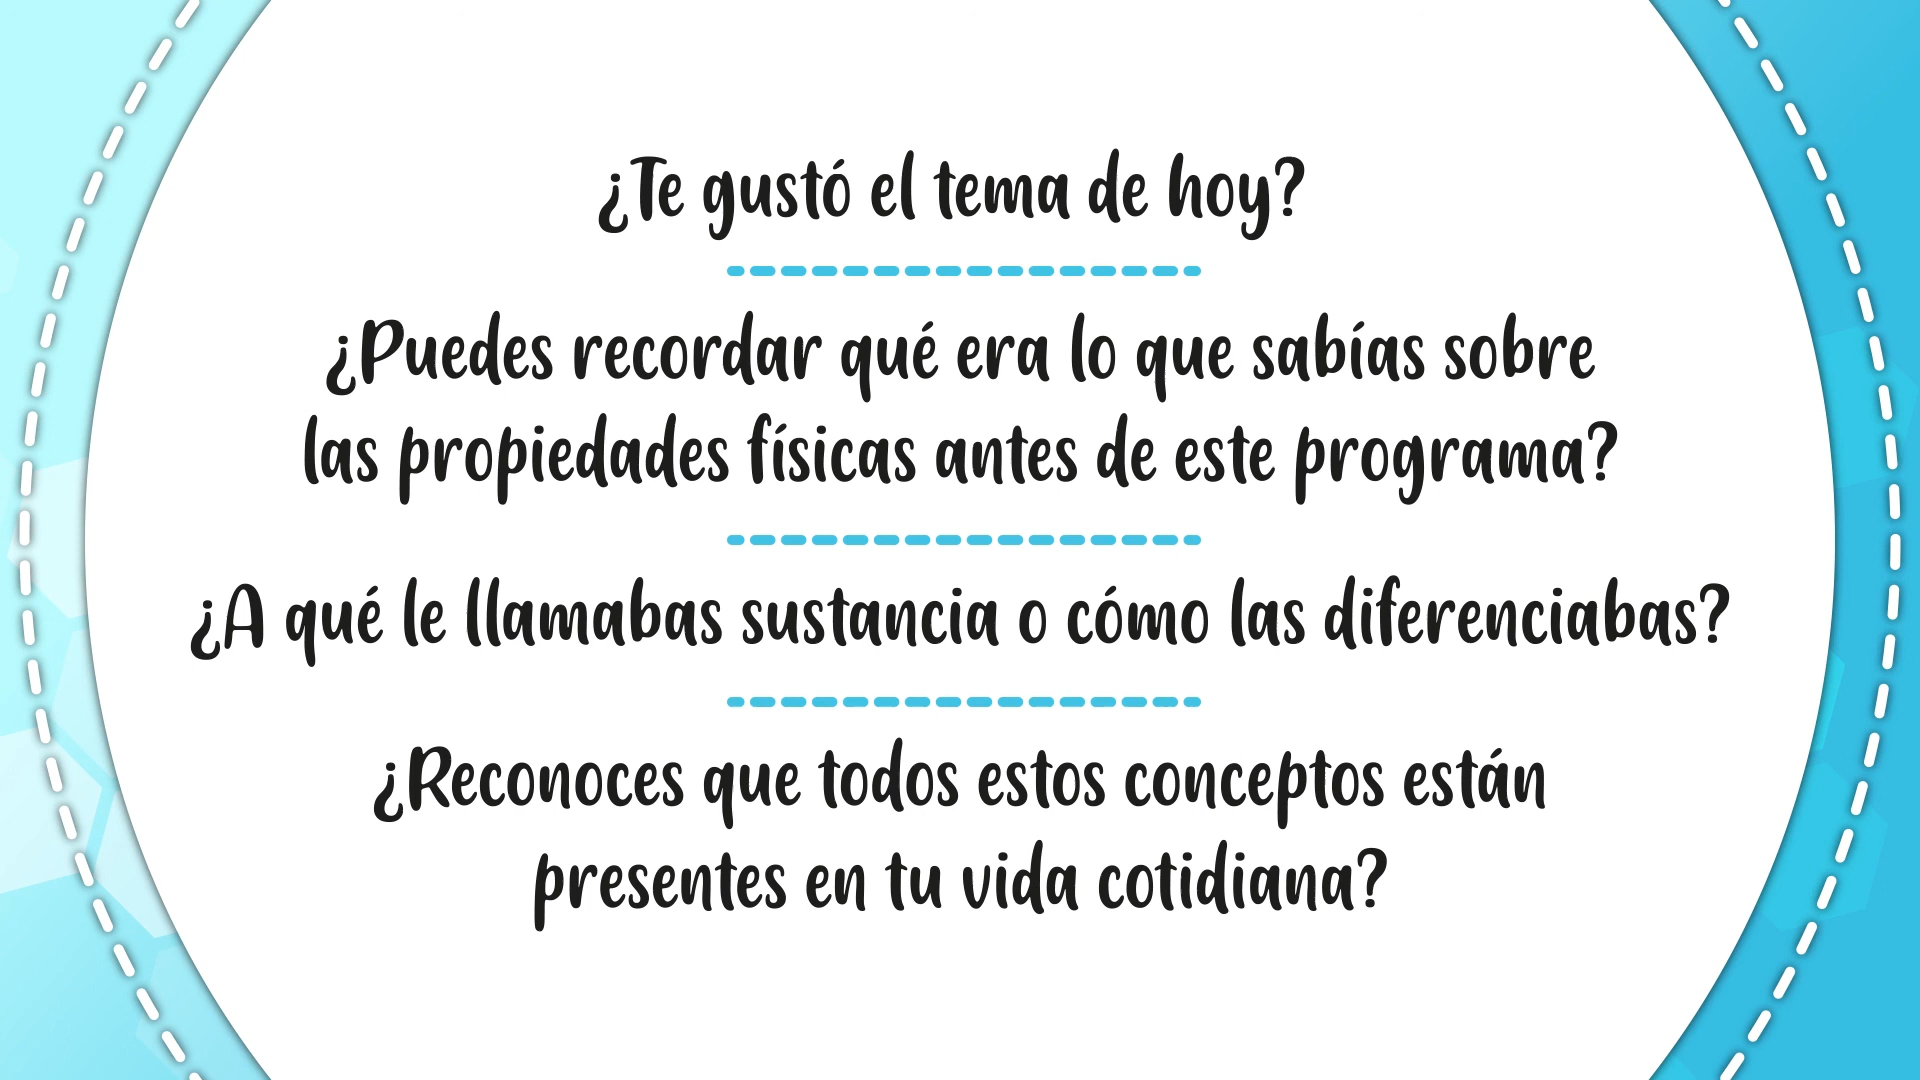 ¿Te gustó el tema de hoy?
¿Puedes recordar qué era lo que sabías sobre
las propiedades físicas antes de este programa?
¿A qué le llamabas sustancia o cómo las diferenciabas?
¿Reconoces que todos estos conceptos están
presentes en tu vida cotidiana?